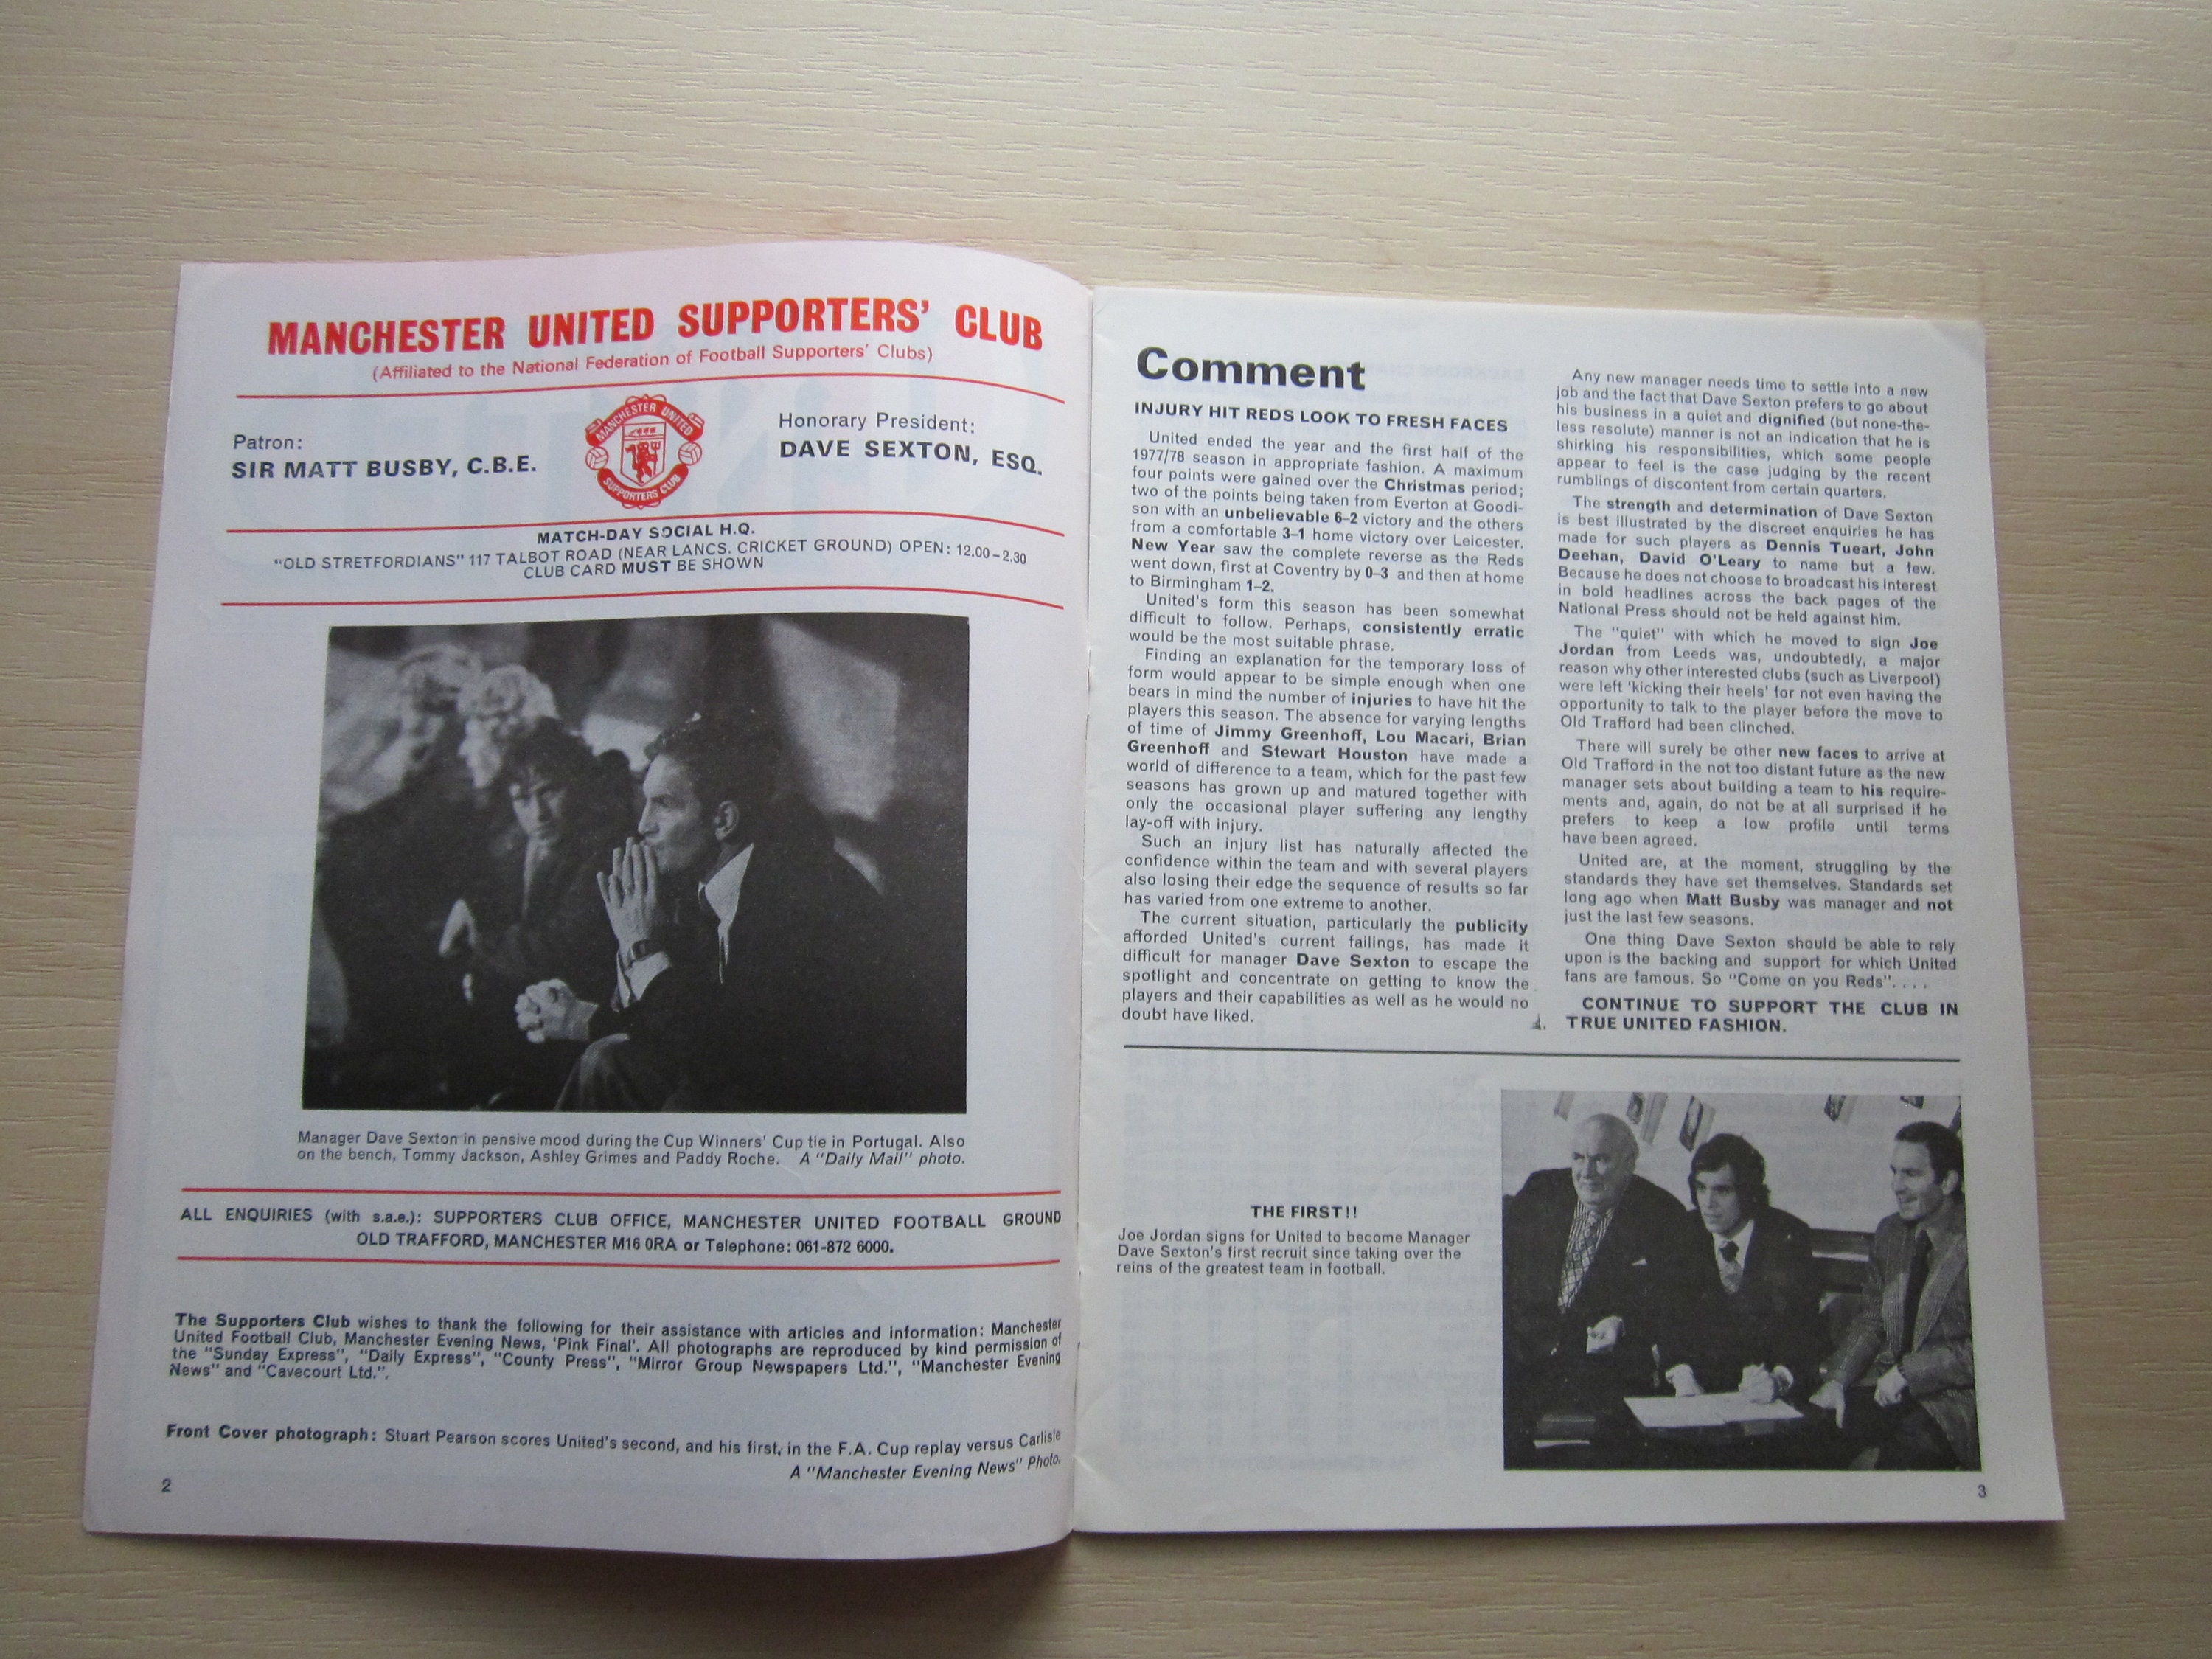 MANCHESTER UNITED SUPPORTERS' CLUB
(Affiliated to the National Federation of Football Supporters' Clubs)
Patron:
SIR MATT BUSBY, C.B.E.
MANCHESTER UNITED
SUPPORTERS CLUB
Honorary President:
DAVE SEXTON, ESQ.
MATCH-DAY SOCIAL H.Q.
"OLD STRETFORDIANS" 117 TALBOT ROAD (NEAR LANCS. CRICKET GROUND) OPEN: 12.00–2.30
CLUB CARD MUST BE SHOWN
Manager Dave Sexton in pensive mood during the Cup Winners' Cup tie in Portugal. Also
on the bench, Tommy Jackson, Ashley Grimes and Paddy Roche. A "Daily Mail" photo.
ALL ENQUIRIES (with s.a.e.): SUPPORTERS CLUB OFFICE, MANCHESTER UNITED FOOTBALL GROUND
OLD TRAFFORD, MANCHESTER M16 0RA or Telephone: 061-872 6000.
The Supporters Club wishes to thank the following for their assistance with articles and information: Manchester
United Football Club, Manchester Evening News, 'Pink Final'. All photographs are reproduced by kind permission of
the "Sunday Express", "Daily Express", "County Press", "Mirror Group Newspapers Ltd.", "Manchester Evening
News" and "Cavecourt Ltd.".
Front Cover photograph: Stuart Pearson scores United's second, and his first, in the F.A. Cup replay versus Carlisle
A "Manchester Evening News" Photo.
2
Comment
INJURY HIT REDS LOOK TO FRESH FACES
United ended the year and the first half of the
1977/78 season in appropriate fashion. A maximum
four points were gained over the Christmas period;
two of the points being taken from Everton at Goodi-
son with an unbelievable 6–2 victory and the others
from a comfortable 3–1 home victory over Leicester.
New Year saw the complete reverse as the Reds
went down, first at Coventry by 0–3 and then at home
to Birmingham 1–2.
United's form this season has been somewhat
difficult to follow. Perhaps, consistently erratic
would be the most suitable phrase.
Finding an explanation for the temporary loss of
form would appear to be simple enough when one
bears in mind the number of injuries to have hit the
players this season. The absence for varying lengths
of time of Jimmy Greenhoff, Lou Macari, Brian
Greenhoff and Stewart Houston have made a
world of difference to a team, which for the past few
seasons has grown up and matured together with
only the occasional player suffering any lengthy
lay-off with injury.
Such an injury list has naturally affected the
confidence within the team and with several players
also losing their edge the sequence of results so far
has varied from one extreme to another.
The current situation, particularly the publicity
afforded United's current failings, has made it
difficult for manager Dave Sexton to escape the
spotlight and concentrate on getting to know the
players and their capabilities as well as he would no
doubt have liked.
Any new manager needs time to settle into a new
job and the fact that Dave Sexton prefers to go about
his business in a quiet and dignified (but none-the-
less resolute) manner is not an indication that he is
shirking his responsibilities, which some people
appear to feel is the case judging by the recent
rumblings of discontent from certain quarters.
The strength and determination of Dave Sexton
is best illustrated by the discreet enquiries he has
made for such players as Dennis Tueart, John
Deehan, David O'Leary to name but a few.
Because he does not choose to broadcast his interest
in bold headlines across the back pages of the
National Press should not be held against him.
The "quiet" with which he moved to sign Joe
Jordan from Leeds was, undoubtedly, a major
reason why other interested clubs (such as Liverpool)
were left 'kicking their heels' for not even having the
opportunity to talk to the player before the move to
Old Trafford had been clinched.
There will surely be other new faces to arrive at
Old Trafford in the not too distant future as the new
manager sets about building a team to his require-
ments and, again, do not be at all surprised if he
prefers to keep a low profile until terms
have been agreed.
United are, at the moment, struggling by the
standards they have set themselves. Standards set
long ago when Matt Busby was manager and not
just the last few seasons.
One thing Dave Sexton should be able to rely
upon is the backing and support for which United
fans are famous. So "Come on you Reds". . . .
CONTINUE TO SUPPORT THE CLUB IN
TRUE UNITED FASHION.
THE FIRST!!
Joe Jordan signs for United to become Manager
Dave Sexton's first recruit since taking over the
reins of the greatest team in football.
3